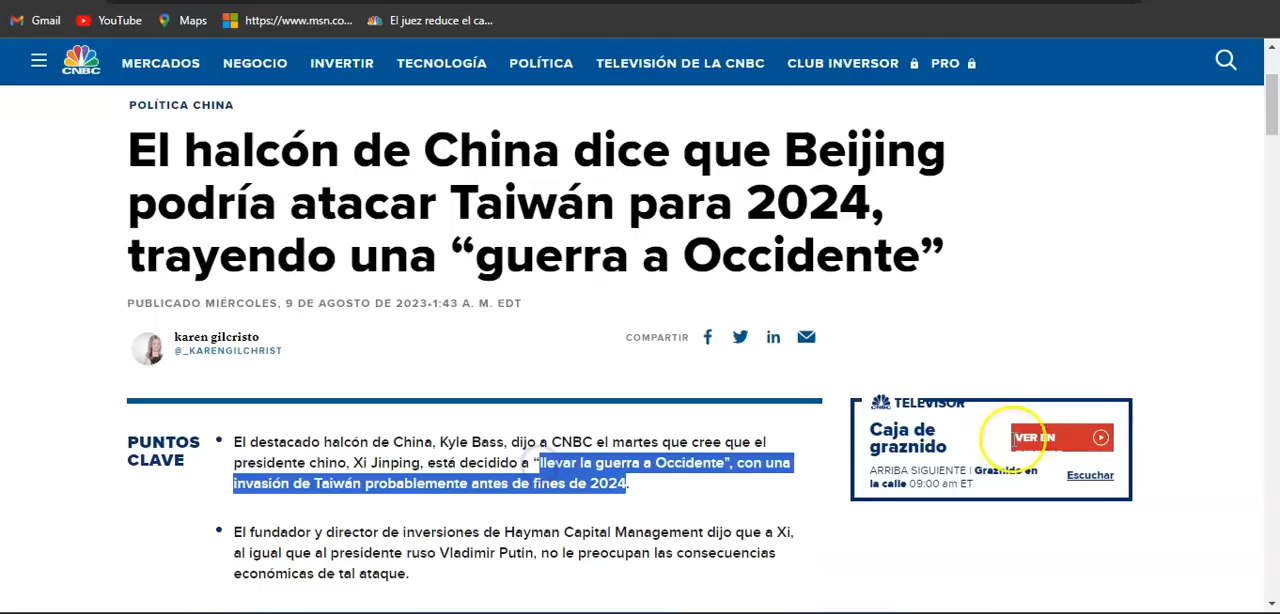 Gmail YouTube Maps https://www.msn.co... El juez reduce el ca...
CNBC MERCADOS NEGOCIO INVERTIR TECNOLOGÍA POLÍTICA TELEVISIÓN DE LA CNBC CLUB INVERSOR PRO
POLÍTICA CHINA
El halcón de China dice que Beijing
podría atacar Taiwán para 2024,
trayendo una “guerra a Occidente”
PUBLICADO MIÉRCOLES, 9 DE AGOSTO DE 2023•1:43 A. M. EDT
karen gilcristo
@_KARENGILCHRIST
COMPARTIR
PUNTOS
CLAVE
El destacado halcón de China, Kyle Bass, dijo a CNBC el martes que cree que el
presidente chino, Xi Jinping, está decidido a “llevar la guerra a Occidente”, con una
invasión de Taiwán probablemente antes de fines de 2024.
El fundador y director de inversiones de Hayman Capital Management dijo que a Xi,
al igual que al presidente ruso Vladimir Putin, no le preocupan las consecuencias
económicas de tal ataque.
CNBC TELEVISOR
Caja de
graznido
VER EN
ARRIBA SIGUIENTE | Graznido en
la calle 09:00 am ET
Escuchar